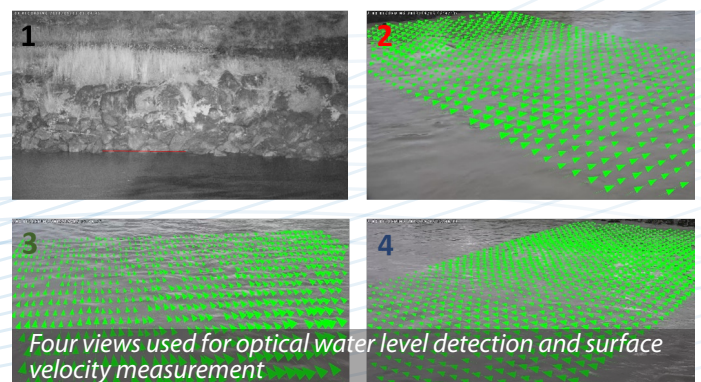 1
2
3
4
Four views used for optical water level detection and surface
velocity measurement